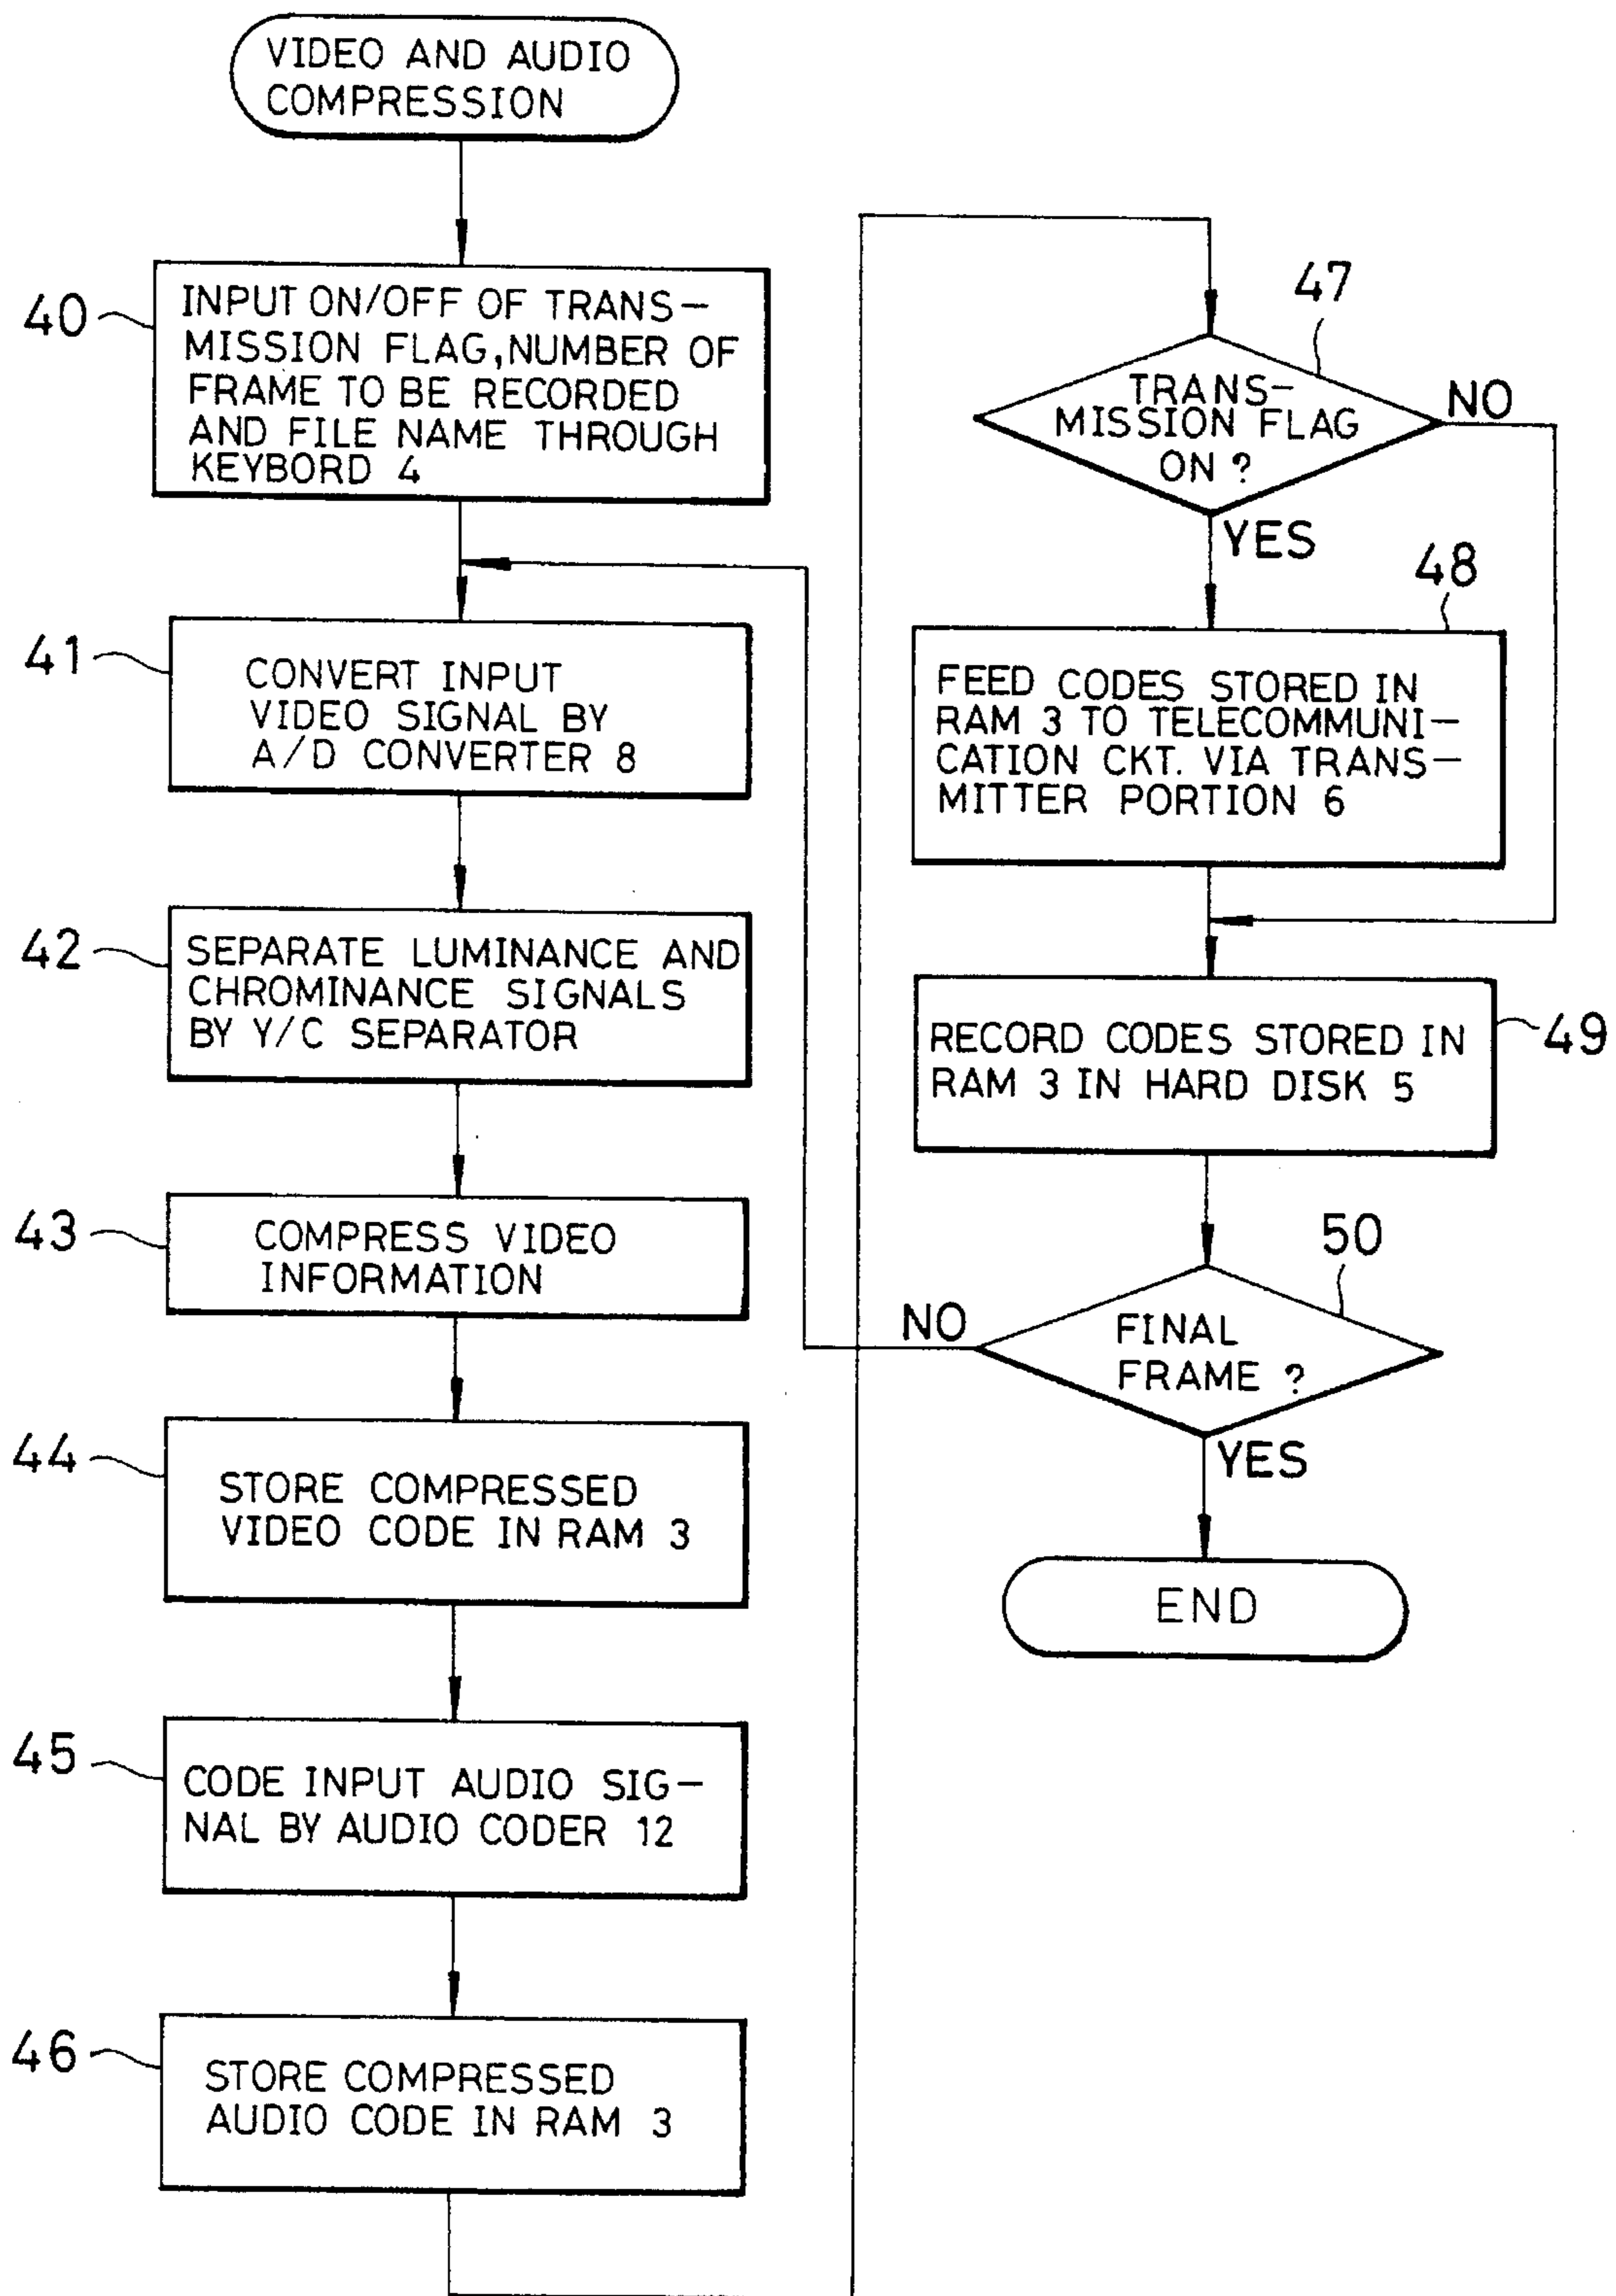 VIDEO AND AUDIO
COMPRESSION
40
INPUT ON/OFF OF TRANS-
MISSION FLAG, NUMBER OF
FRAME TO BE RECORDED
AND FILE NAME THROUGH
KEYBORD 4
41
CONVERT INPUT
VIDEO SIGNAL BY
A/D CONVERTER 8
42
SEPARATE LUMINANCE AND
CHROMINANCE SIGNALS
BY Y/C SEPARATOR
43
COMPRESS VIDEO
INFORMATION
44
STORE COMPRESSED
VIDEO CODE IN RAM 3
45
CODE INPUT AUDIO SIG-
NAL BY AUDIO CODER 12
46
STORE COMPRESSED
AUDIO CODE IN RAM 3
47
TRANS-
MISSION FLAG
ON ?
NO
YES
48
FEED CODES STORED IN
RAM 3 TO TELECOMMUNI-
CATION CKT. VIA TRANS-
MITTER PORTION 6
49
RECORD CODES STORED IN
RAM 3 IN HARD DISK 5
50
FINAL
FRAME ?
NO
YES
END